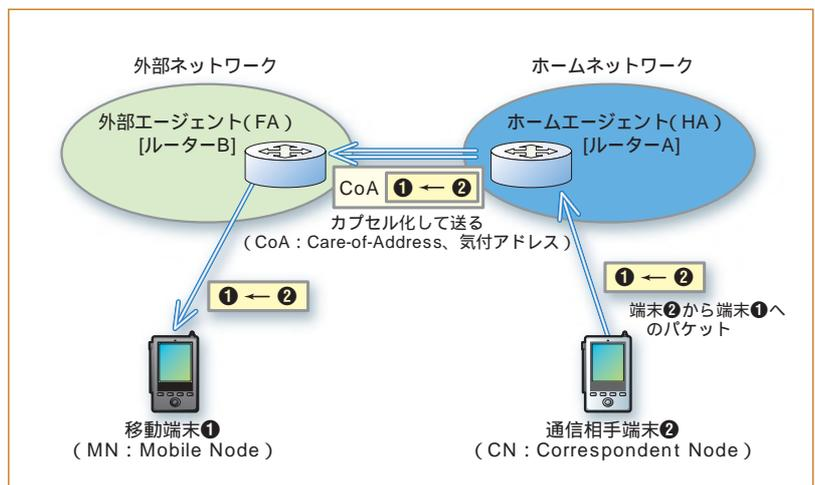 外部ネットワーク
ホームネットワーク
外部エージェント(FA)
[ルーターB]
ホームエージェント(HA)
[ルーターA]
CoA ❶ ← ❷
カプセル化して送る
(CoA：Care-of-Address、気付アドレス)
❶ ← ❷
❶ ← ❷
端末❷から端末❶へ
のパケット
移動端末❶
(MN：Mobile Node)
通信相手端末❷
(CN：Correspondent Node)